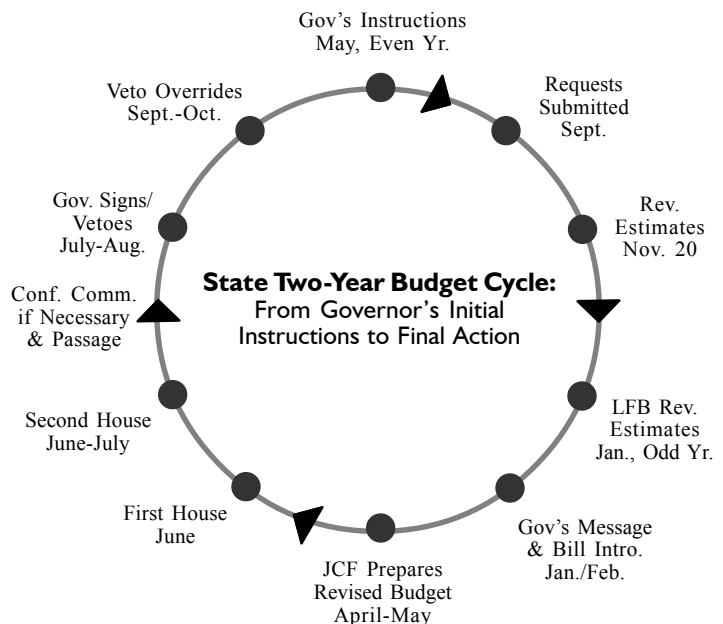 Gov's Instructions
May, Even Yr.
Requests
Submitted
Sept.
Rev.
Estimates
Nov. 20
LFB Rev.
Estimates
Jan., Odd Yr.
Gov's Message
& Bill Intro.
Jan./Feb.
JCF Prepares
Revised Budget
April-May
First House
June
Second House
June-July
Conf. Comm.
if Necessary
& Passage
Gov. Signs/
Vetoes
July-Aug.
Veto Overrides
Sept.-Oct.
State Two-Year Budget Cycle:
From Governor's Initial
Instructions to Final Action